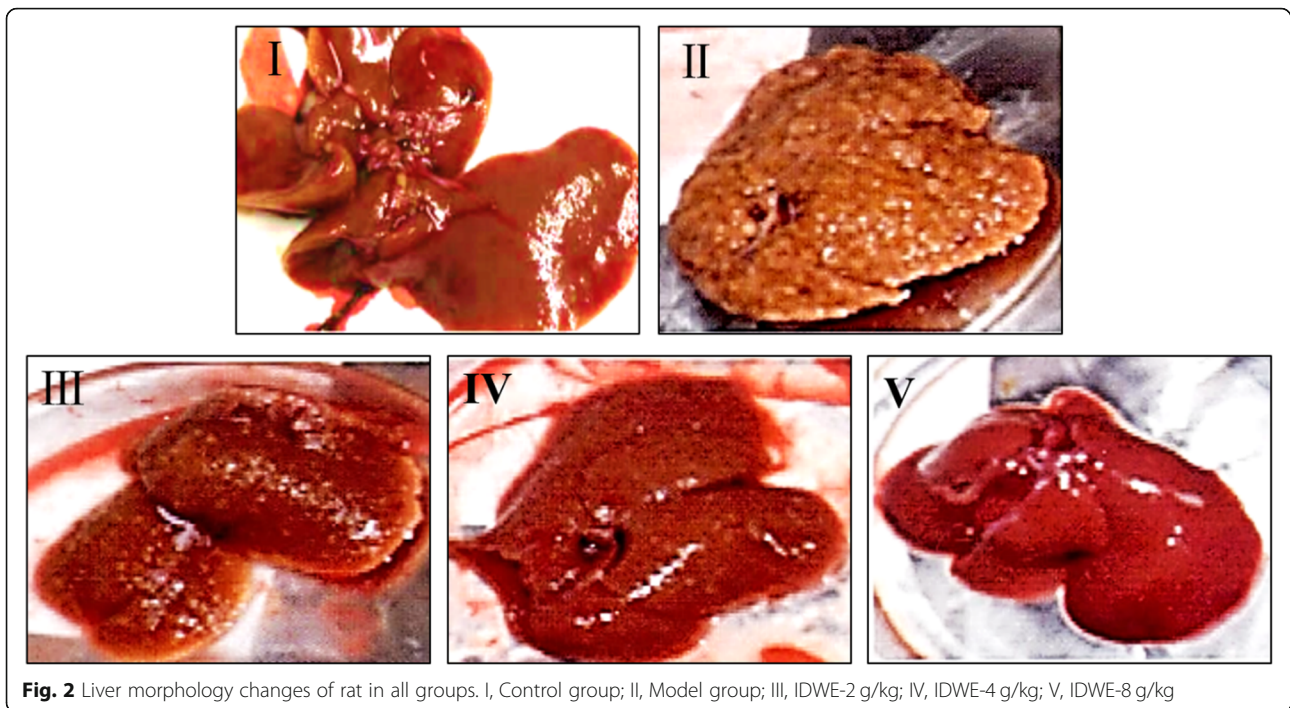 I
II
III
IV
V
Fig. 2 Liver morphology changes of rat in all groups. I, Control group; II, Model group; III, IDWE-2 g/kg; IV, IDWE-4 g/kg; V, IDWE-8 g/kg